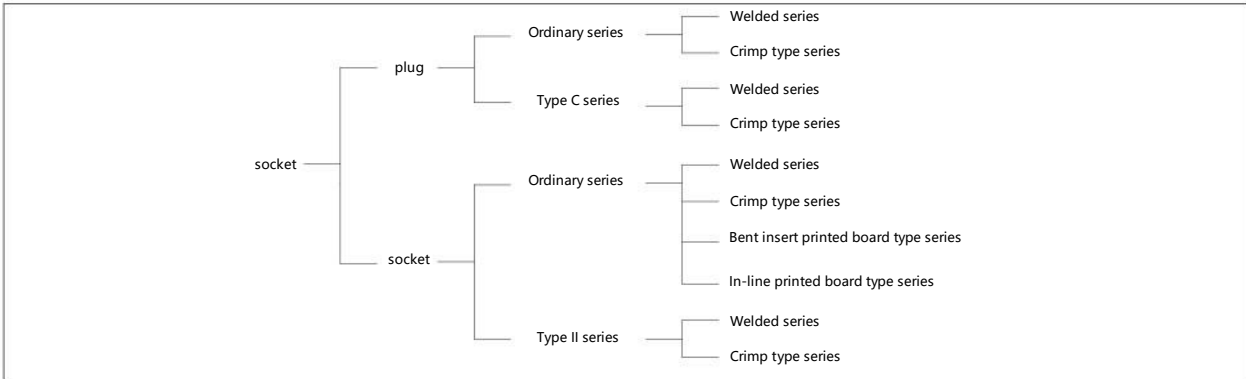 Welded series
Ordinary series
Crimp type series
plug
Welded series
Type C series
Crimp type series
socket
Welded series
Ordinary series
Crimp type series
Bent insert printed board type series
socket
In-line printed board type series
Welded series
Type II series
Crimp type series